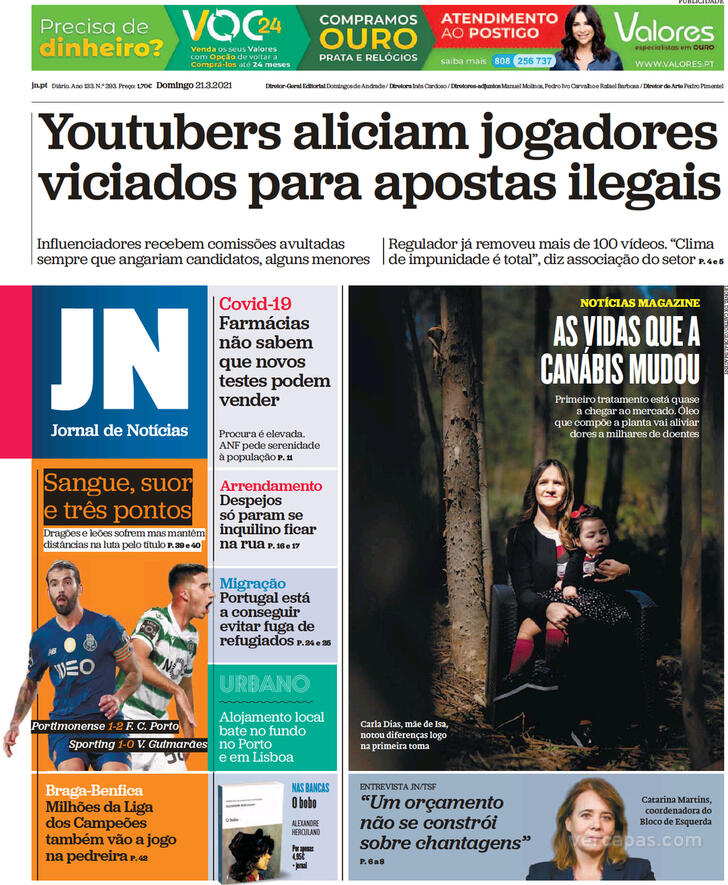 PUBLICIDADE
Precisa de
dinheiro?
VOC24
Venda os seus Valores
com Opção de voltar a
Comprá-los até 24 meses
COMPRAMOS
OURO
PRATA E RELÓGIOS
ATENDIMENTO
AO POSTIGO
saiba mais 808 256 737
Valores
especialistas em OURO
WWW.VALORES.PT
jn.pt Diário. Ano 133. N.º 293. Preço: 1,70€ Domingo 21.3.2021
Diretor-Geral Editorial Domingos de Andrade / Diretora Inês Cardoso / Diretores-adjuntos Manuel Molinos, Pedro Ivo Carvalho e Rafael Barbosa / Diretor de Arte Pedro Pimentel
Youtubers aliciam jogadores
viciados para apostas ilegais
Influenciadores recebem comissões avultadas
sempre que angariam candidatos, alguns menores
Regulador já removeu mais de 100 vídeos. “Clima
de impunidade é total”, diz associação do setor P. 4 e 5
JN
Jornal de Notícias
Sangue, suor
e três pontos
Dragões e leões sofrem mas mantêm
distâncias na luta pelo título P. 39 e 40
WEO
Portimonense 1-2 F. C. Porto
Sporting 1-0 V. Guimarães
Covid-19
Farmácias
não sabem
que novos
testes podem
vender
Procura é elevada.
ANF pede serenidade
à população P. 11
Arrendamento
Despejos
só param se
inquilino ficar
na rua P. 16 e 17
Migração
Portugal está
a conseguir
evitar fuga de
refugiados P. 24 e 25
URBANO
Alojamento local
bate no fundo
no Porto
e em Lisboa
NOTÍCIAS MAGAZINE
AS VIDAS QUE A
CANÁBIS MUDOU
Primeiro tratamento está quase
a chegar ao mercado. Óleo
que compõe a planta vai aliviar
dores a milhares de doentes
Carla Dias, mãe de Isa,
notou diferenças logo
na primeira toma
Braga-Benfica
Milhões da Liga
dos Campeões
também vão a jogo
na pedreira P. 42
O bobo
NAS BANCAS
O bobo
ALEXANDRE
HERCULANO
Por apenas
4,95€
+ jornal
ENTREVISTA JN/TSF
“Um orçamento
não se constrói
sobre chantagens”
P. 6 a 8
Catarina Martins,
coordenadora do
Bloco de Esquerda
vercapas.com